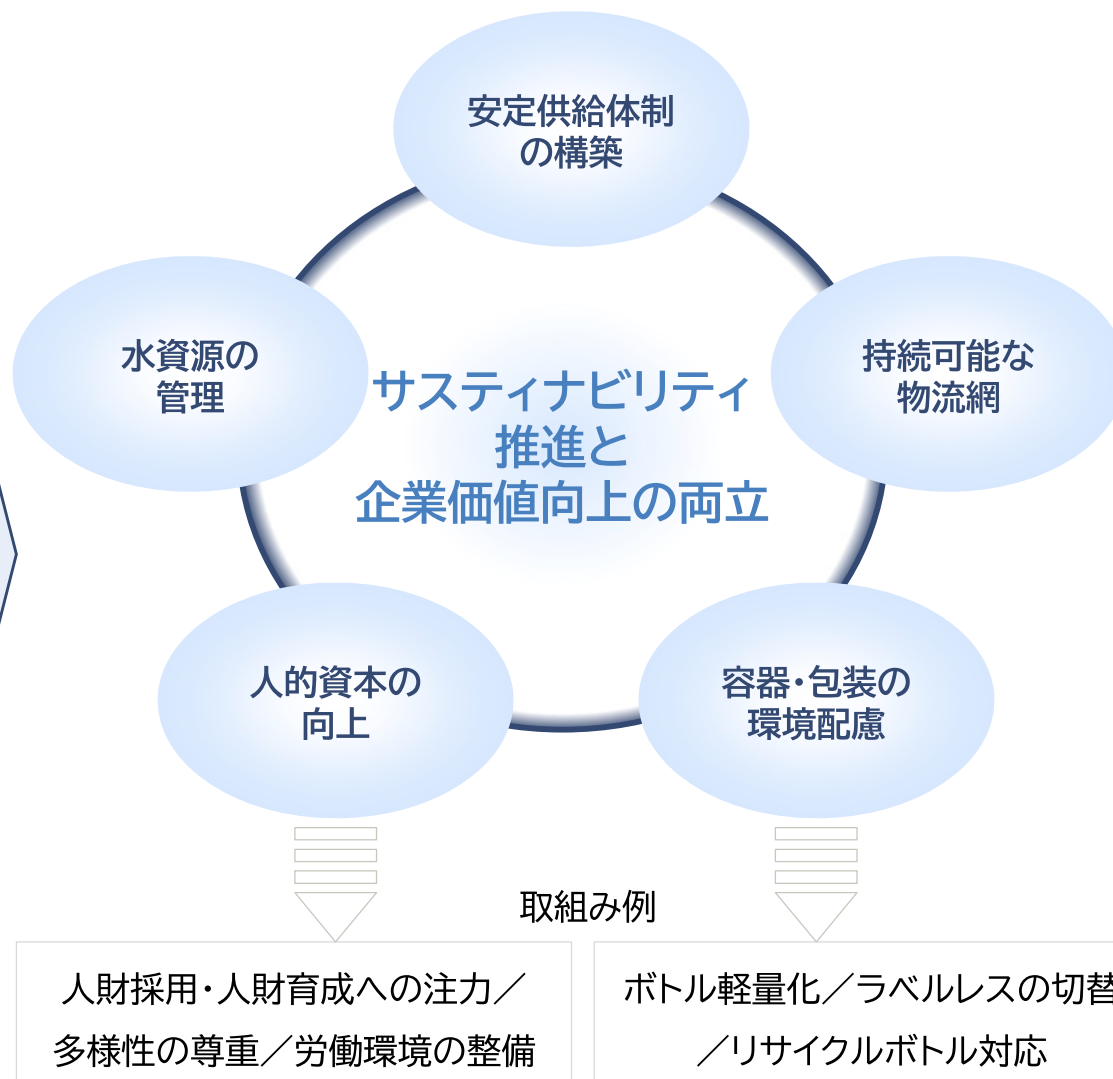 安定供給体制
の構築
水資源の
管理
持続可能な
物流網
サスティナビリティ
推進と
企業価値向上の両立
人的資本の
向上
容器・包装の
環境配慮
取組み例
人財採用・人財育成への注力／
多様性の尊重／労働環境の整備
ボトル軽量化／ラベルレスの切替
／リサイクルボトル対応